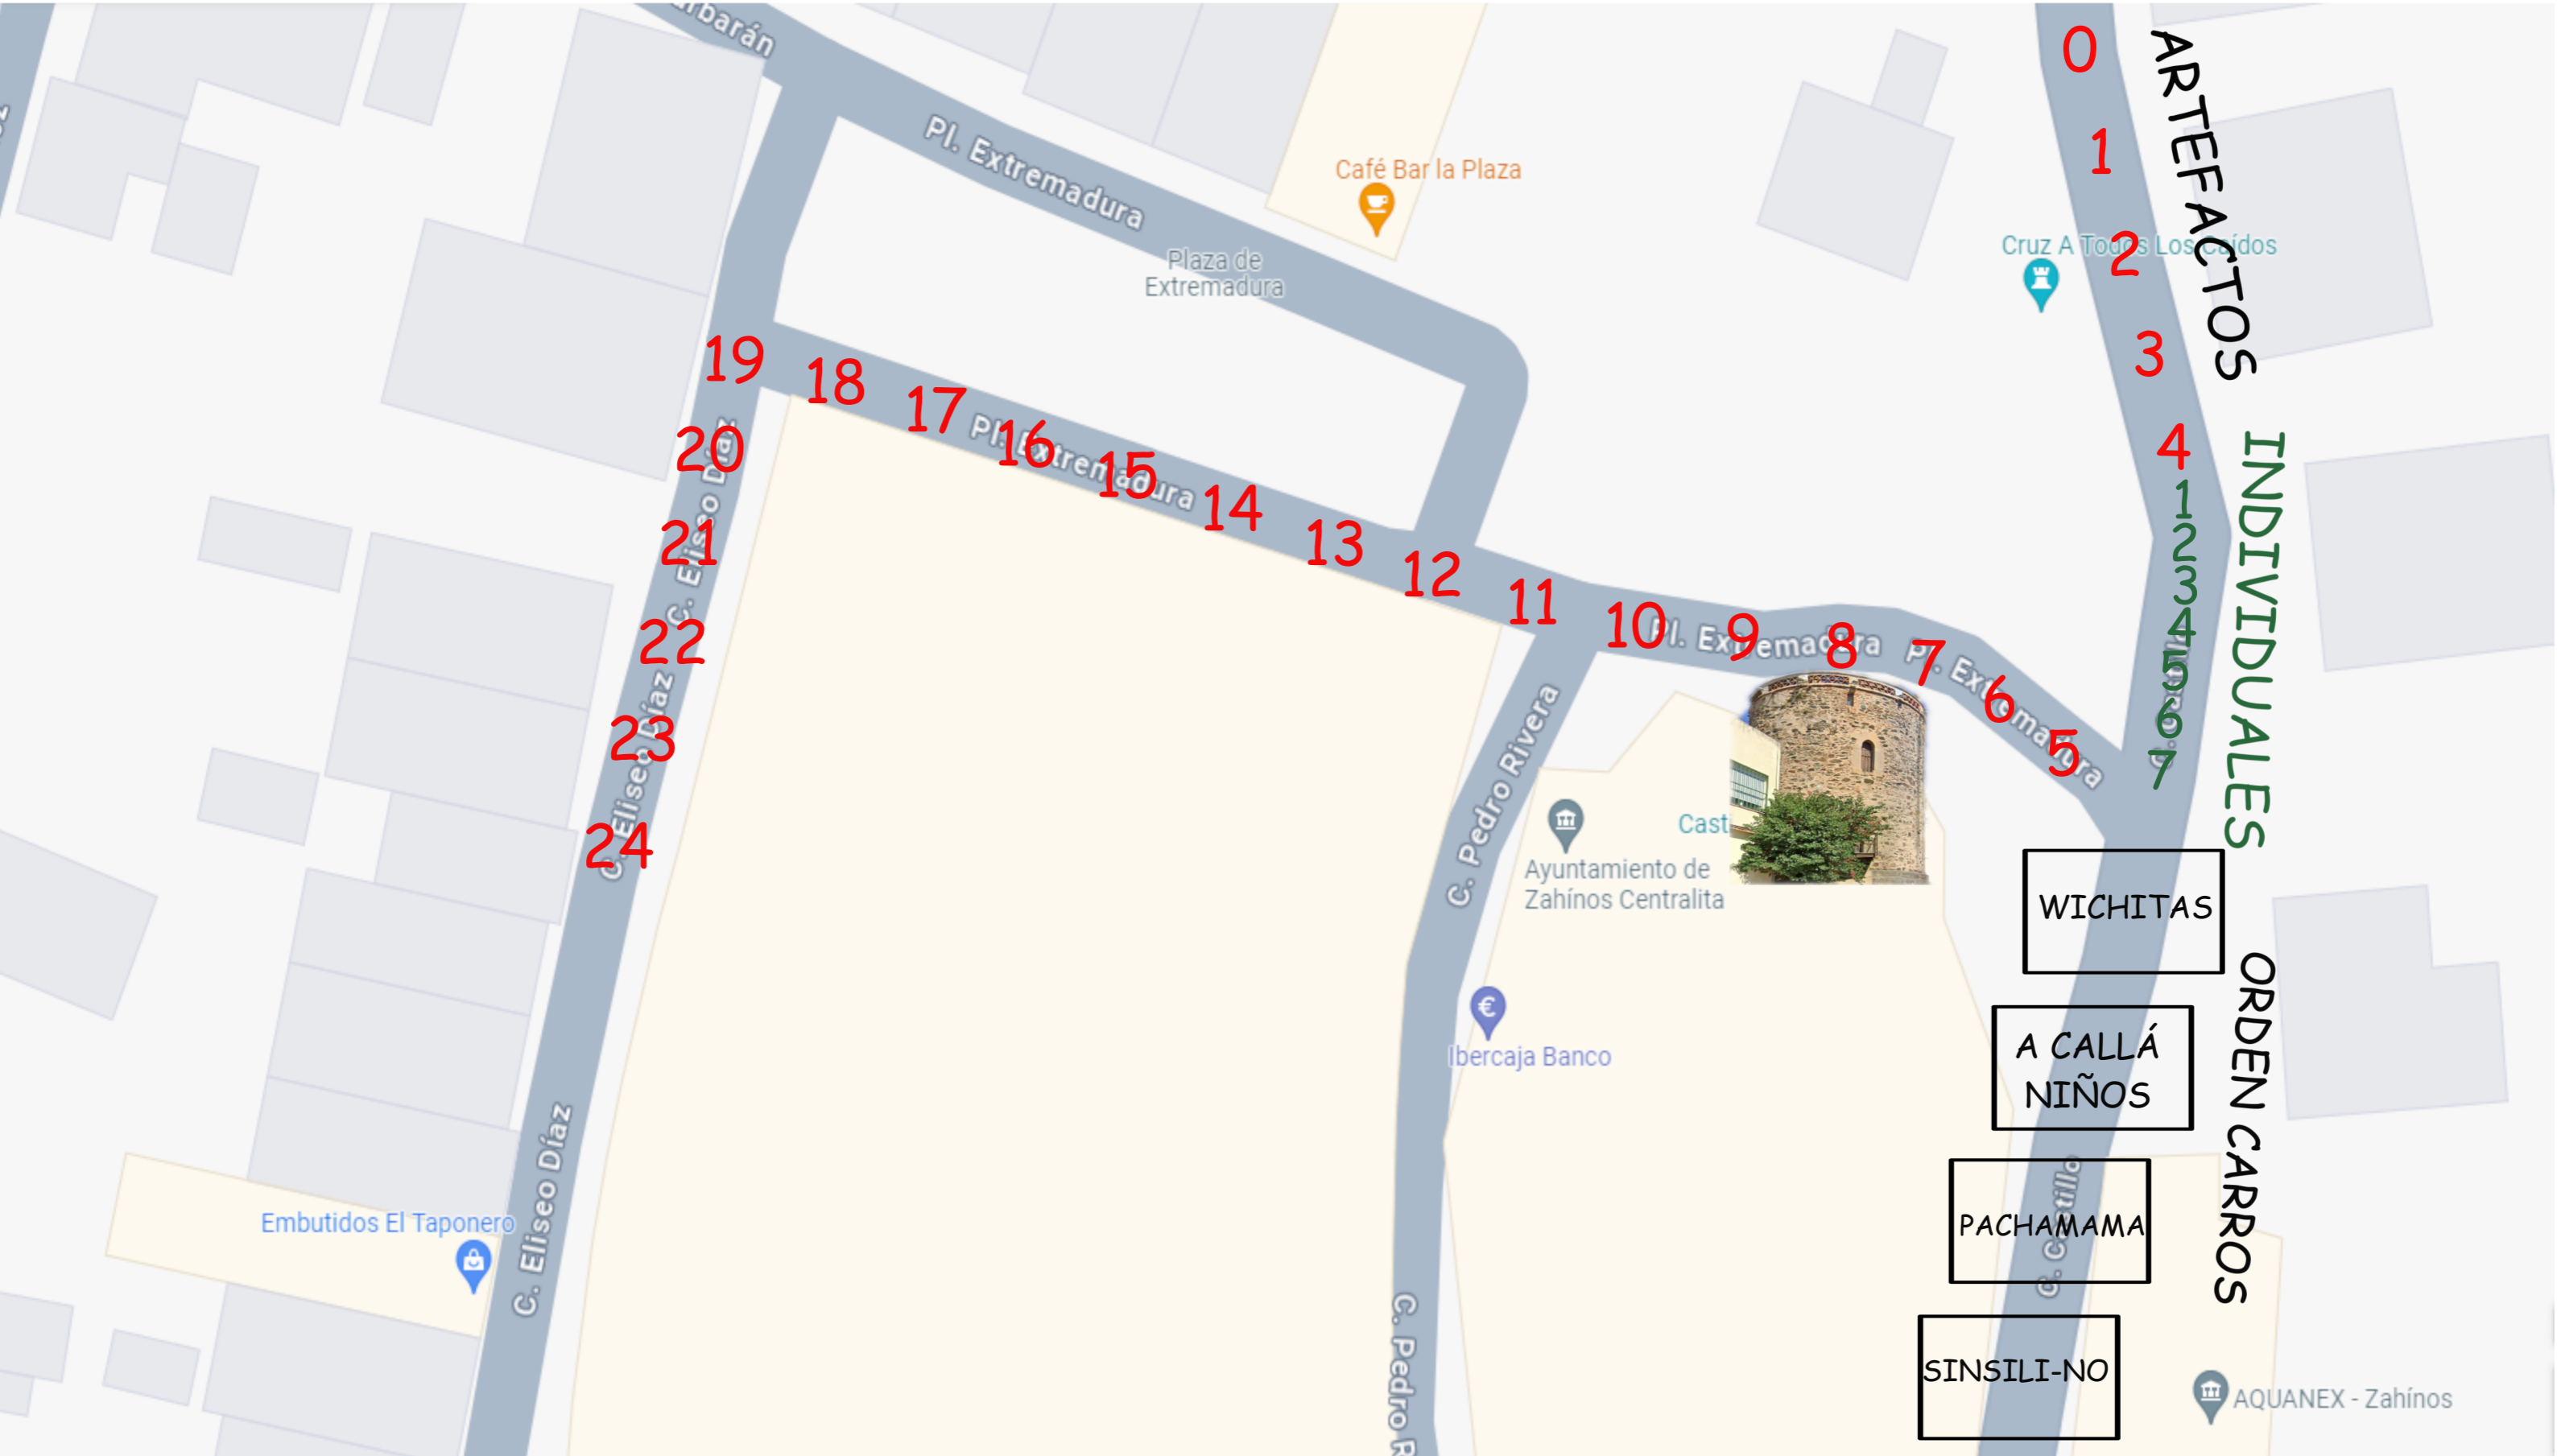 Pl. Extremadura
Café Bar la Plaza
Plaza de
Extremadura
Cruz A Todos Los Caídos
ARTEFACTOS
0
1
2
3
4
INDIVIDUALES
1
2
3
4
5
6
7
19
18
17
16
15
14
13
12
11
10
9
8
7
6
5
Pl. Extremadura
Pl. Extremadura
Pl. Extremadura
20
21
22
23
24
C. Eliseo Díaz
C. Eliseo Díaz
C. Eliseo Díaz
C. Pedro Rivera
Ayuntamiento de
Zahínos Centralita
Ibercaja Banco
Embutidos El Taponero
C. Pedro
WICHITAS
A CALLÁ
NIÑOS
PACHAMAMA
SINSILI-NO
ORDEN CARROS
C. Castillo
AQUANEX - Zahínos